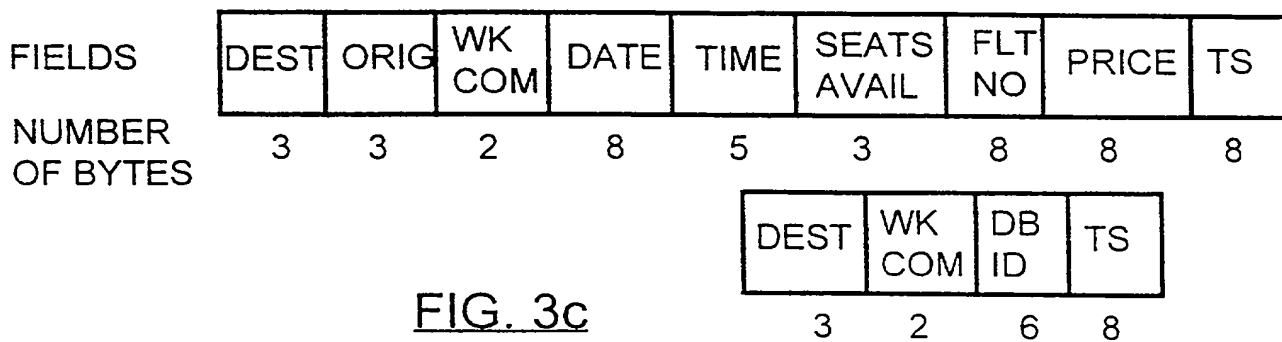 FIELDS DEST ORIG WK COM DATE TIME SEATS AVAIL FLT NO PRICE TS
NUMBER OF BYTES 3 3 2 8 5 3 8 8 8
DEST WK COM DB ID TS
3 2 6 8
FIG. 3c